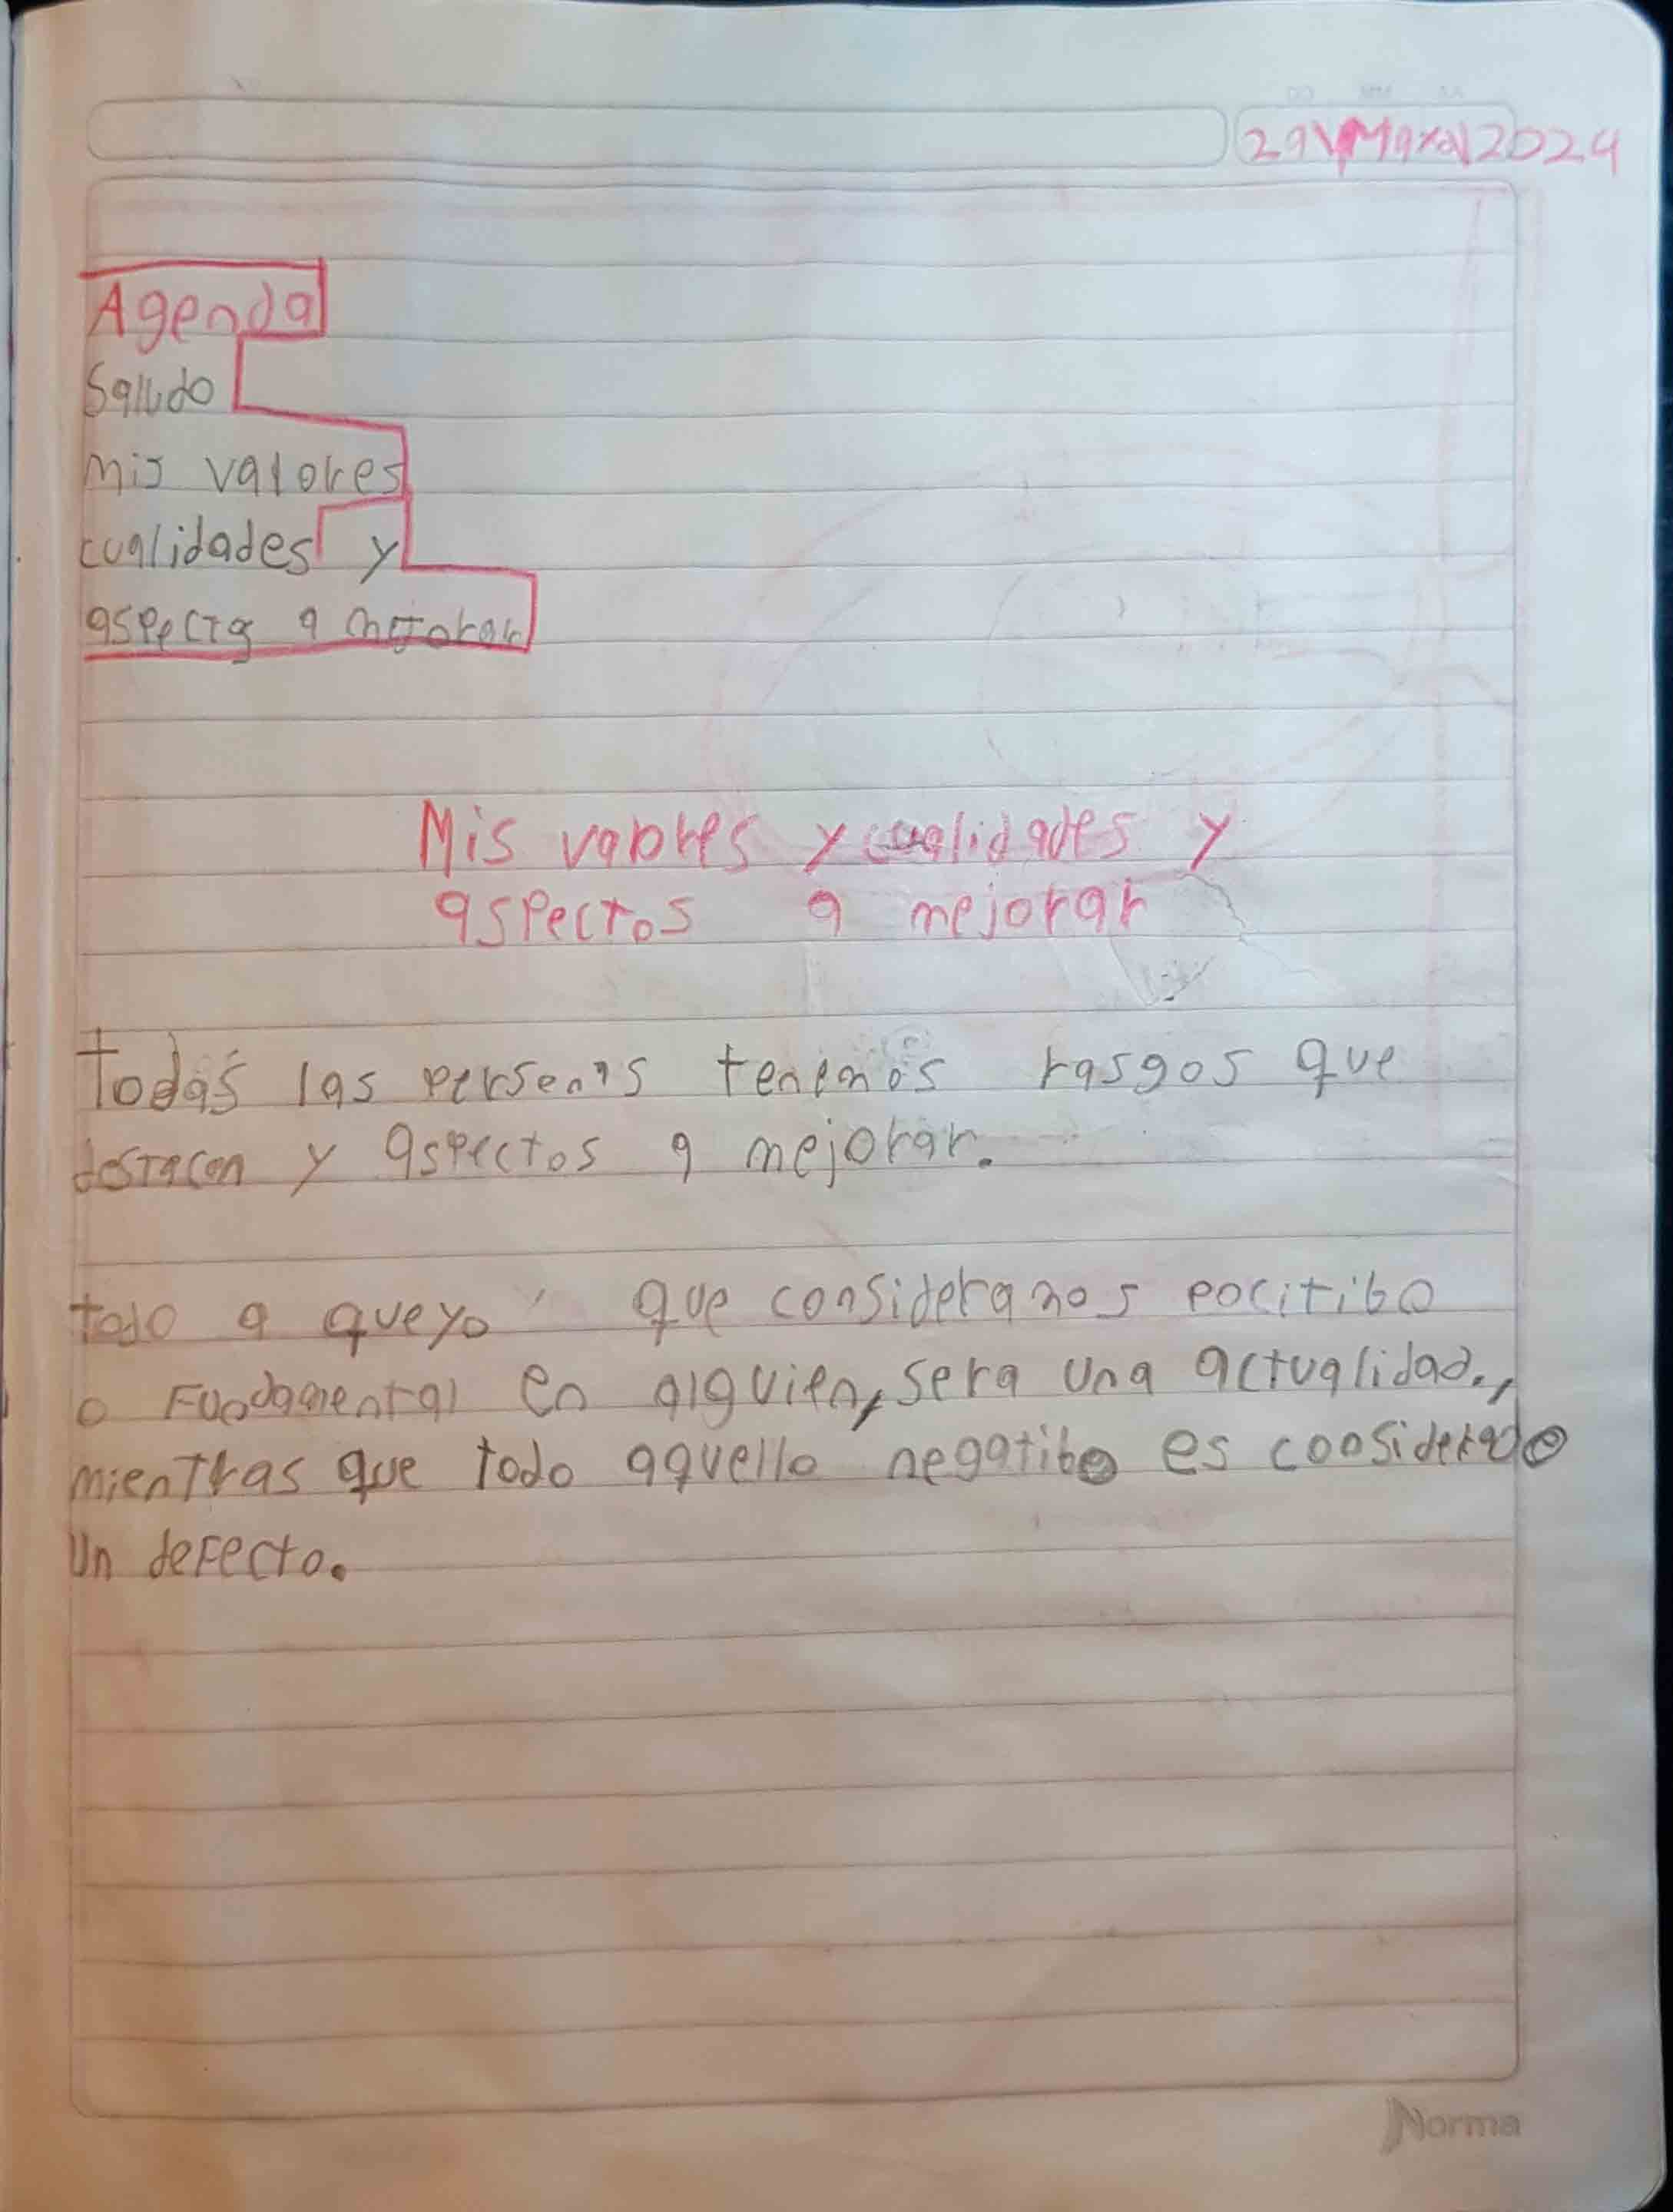 DD MM AA
29\Mayo\2024
Agenda
Saludo
mis valores
cualidades y
aspectos a mejorar
Mis valores y cualidades y
aspectos a mejorar
Todas las personas tenemos rasgos que
destacan y aspectos a mejorar.
todo a queyo que consideramos pocitibo
o Fundamental en alguien, sera una actualidad.,
mientras que todo aquello negatibo es considerado
Un deFecto.
Norma